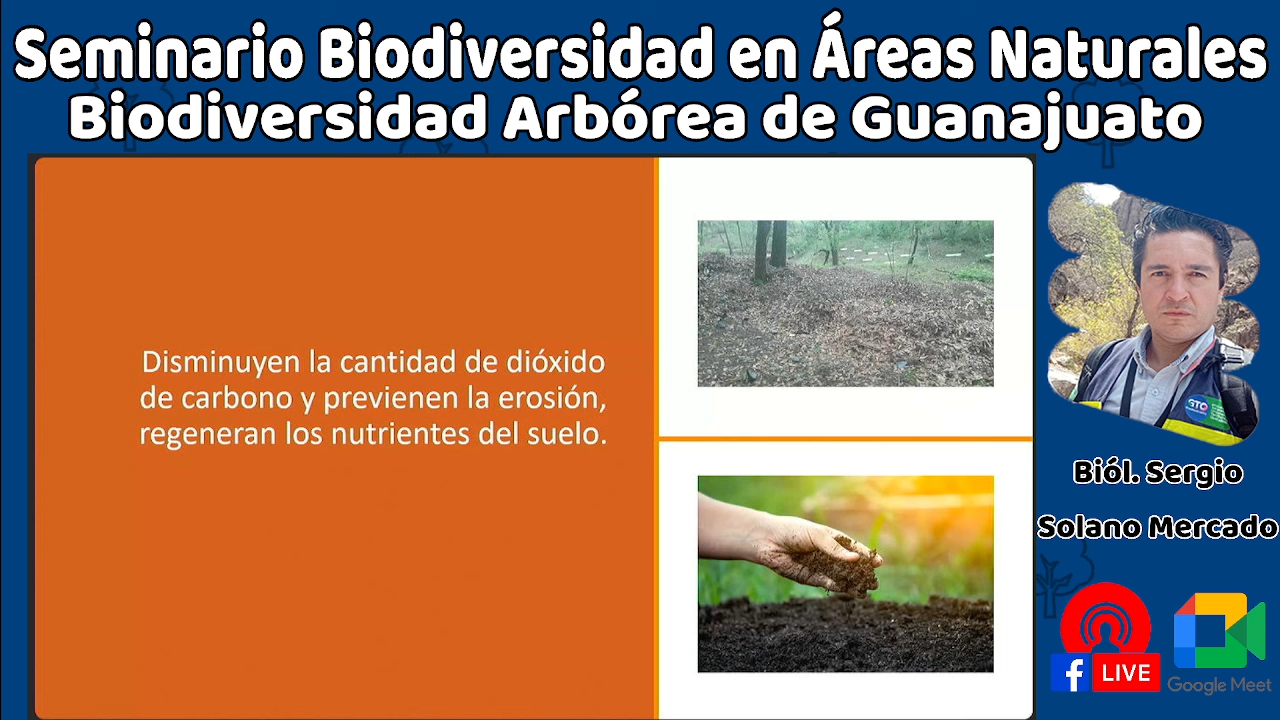 Seminario Biodiversidad en Áreas Naturales
Biodiversidad Arbórea de Guanajuato
Disminuyen la cantidad de dióxido
de carbono y previenen la erosión,
regeneran los nutrientes del suelo.
GTO
Biól. Sergio
Solano Mercado
f LIVE
Google Meet